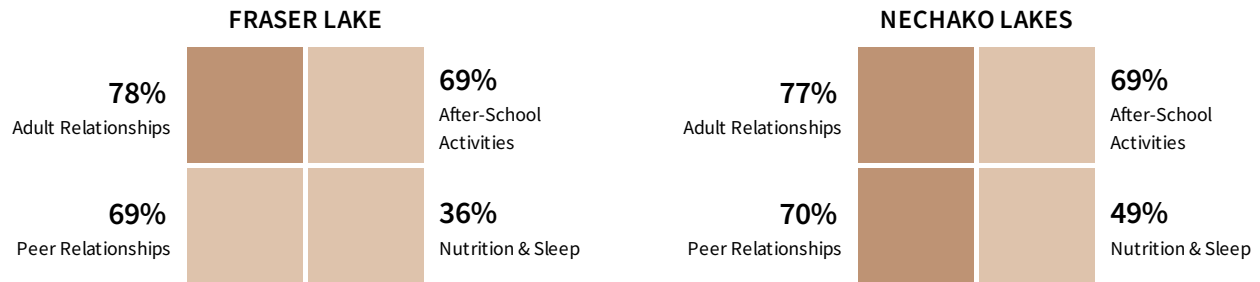 FRASER LAKE
78%
Adult Relationships
69%
After-School
Activities
69%
Peer Relationships
36%
Nutrition & Sleep
NECHAKO LAKES
77%
Adult Relationships
69%
After-School
Activities
70%
Peer Relationships
49%
Nutrition & Sleep